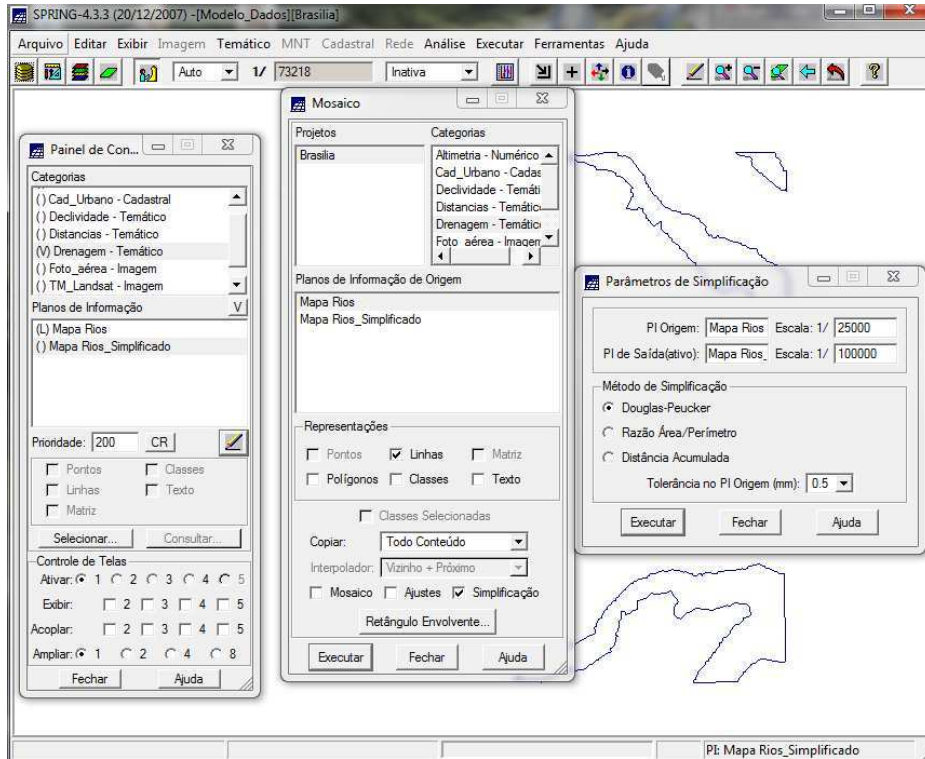 SPRING-4.3.3 (20/12/2007) -[Modelo_Dados][Brasilia]
Arquivo Editar Exibir Imagem Temático MNT Cadastral Rede Análise Executar Ferramentas Ajuda
Auto 1/ 73218 Inativa
Painel de Con...
Categorias
( ) Cad_Urbano - Cadastral
( ) Declividade - Temático
( ) Distancias - Temático
(V) Drenagem - Temático
( ) Foto_aérea - Imagem
( ) TM_Landsat - Imagem
Planos de Informação V
(L) Mapa Rios
( ) Mapa Rios_Simplificado
Prioridade: 200 CR
Pontos Classes
Linhas Texto
Matriz
Selecionar... Consultar...
Controle de Telas
Ativar: 1 2 3 4 5
Exibir: 2 3 4 5
Acoplar: 2 3 4 5
Ampliar: 1 2 4 8
Fechar Ajuda
Mosaico
Projetos Categorias
Brasilia
Altimetria - Numérico
Cad_Urbano - Cadas
Declividade - Temáti
Distancias - Temátic
Drenagem - Temátic
Foto_aérea - Imagem
Planos de Informação de Origem
Mapa Rios
Mapa Rios_Simplificado
Representações
Pontos Linhas Matriz
Polígonos Classes Texto
Classes Selecionadas
Copiar: Todo Conteúdo
Interpolador: Vizinho + Próximo
Mosaico Ajustes Simplificação
Retângulo Envolvente...
Executar Fechar Ajuda
Parâmetros de Simplificação
PI Origem: Mapa Rios Escala: 1/ 25000
PI de Saída(ativo): Mapa Rios_ Escala: 1/ 100000
Método de Simplificação
Douglas-Peucker
Razão Área/Perímetro
Distância Acumulada
Tolerância no PI Origem (mm): 0.5
Executar Fechar Ajuda
PI: Mapa Rios_Simplificado